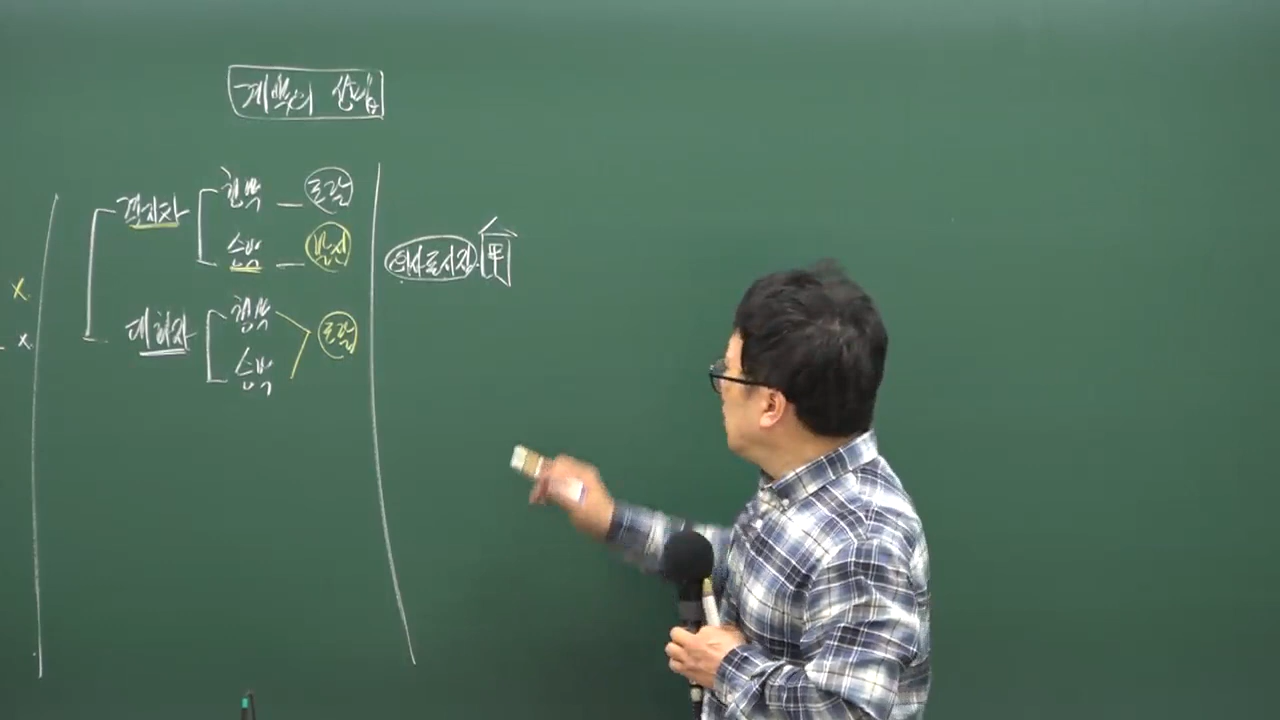 계약의 성립
격지자
청약 - 도달
승낙 - 발신
대화자
청약
승낙
도달
의사표시자 甲
x
x